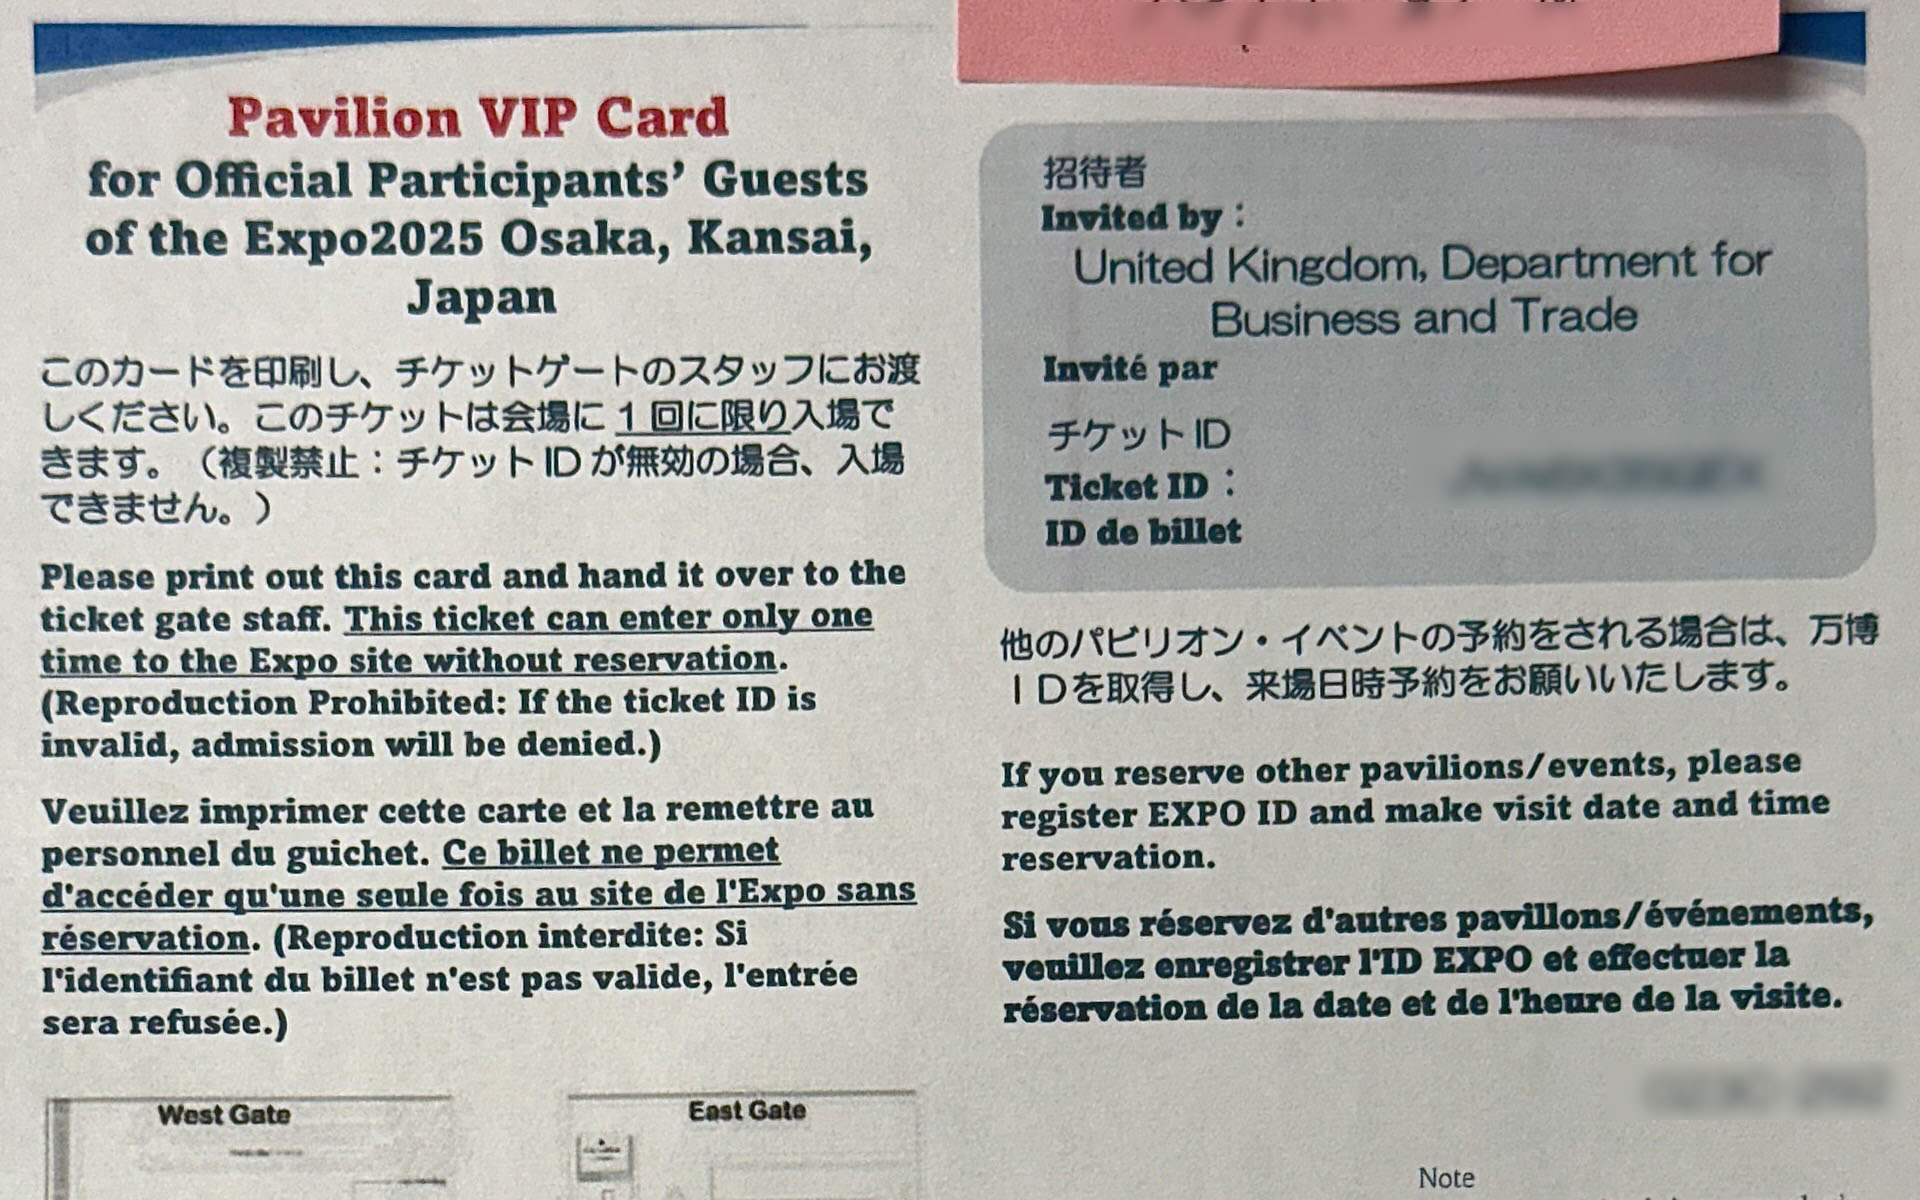 Pavilion VIP Card
for Official Participants’ Guests
of the Expo2025 Osaka, Kansai,
Japan
このカードを印刷し、チケットゲートのスタッフにお渡
しください。このチケットは会場に１回に限り入場で
きます。（複製禁止：チケットIDが無効の場合、入場
できません。）
Please print out this card and hand it over to the
ticket gate staff. This ticket can enter only one
time to the Expo site without reservation.
(Reproduction Prohibited: If the ticket ID is
invalid, admission will be denied.)
Veuillez imprimer cette carte et la remettre au
personnel du guichet. Ce billet ne permet
d'accéder qu'une seule fois au site de l'Expo sans
réservation. (Reproduction interdite: Si
l'identifiant du billet n'est pas valide, l'entrée
sera refusée.)
West Gate
East Gate
招待者
Invited by：
United Kingdom, Department for
Business and Trade
Invité par
チケットID
Ticket ID：
ID de billet
他のパビリオン・イベントの予約をされる場合は、万博
ＩＤを取得し、来場日時予約をお願いいたします。
If you reserve other pavilions/events, please
register EXPO ID and make visit date and time
reservation.
Si vous réservez d'autres pavillons/événements,
veuillez enregistrer l'ID EXPO et effectuer la
réservation de la date et de l'heure de la visite.
Note